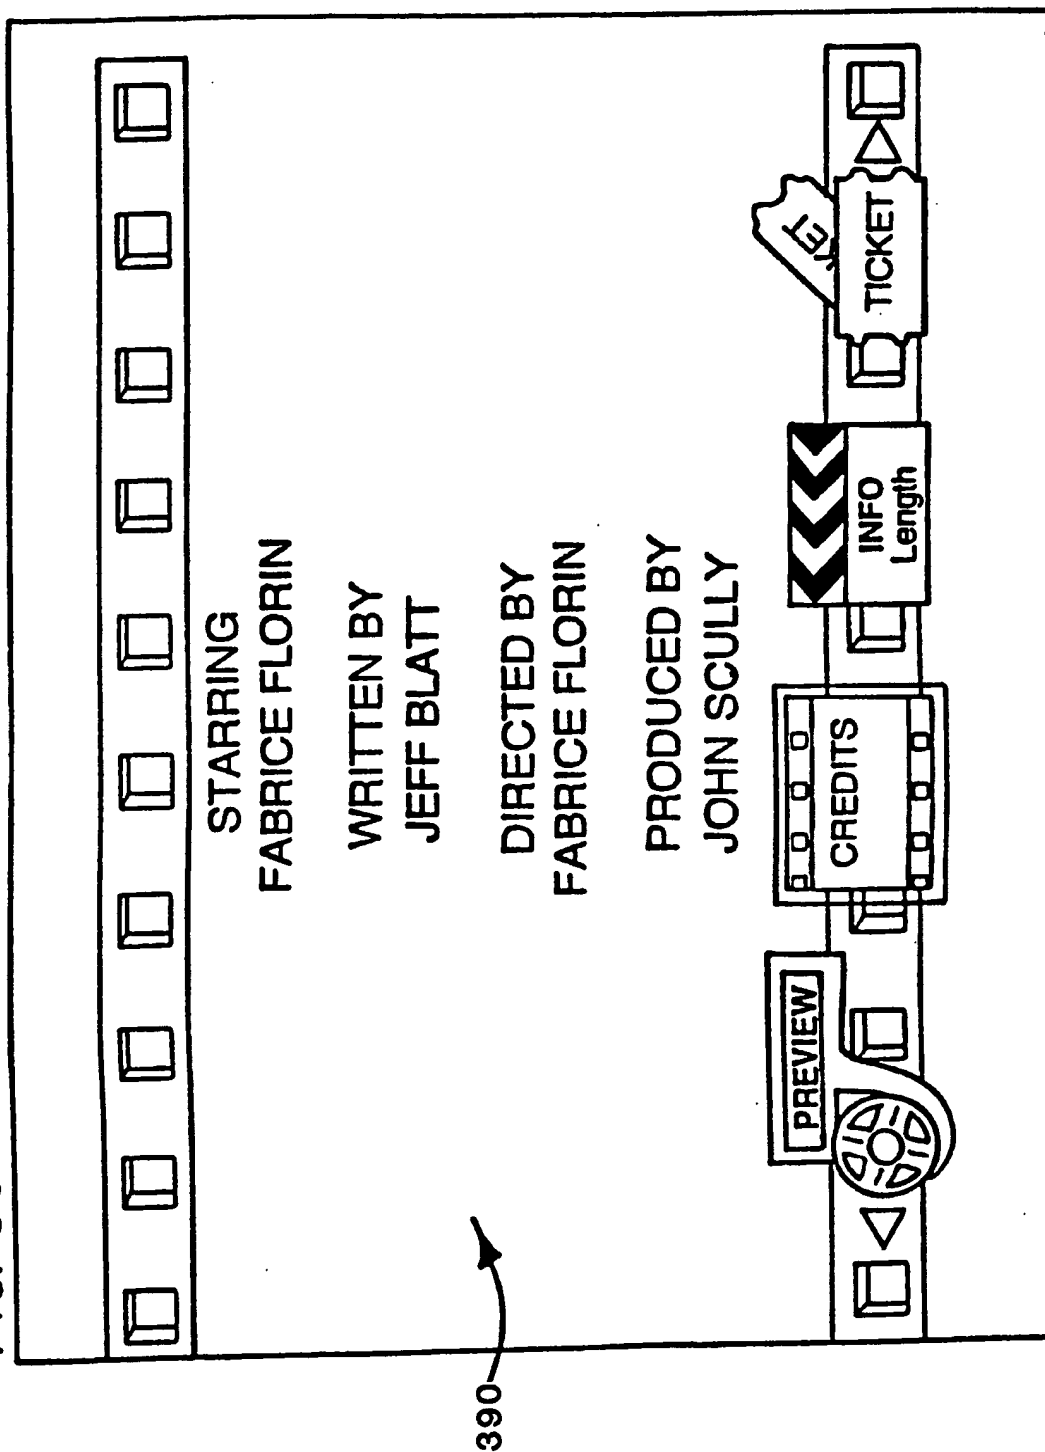 STARRING
FABRICE FLORIN
WRITTEN BY
JEFF BLATT
DIRECTED BY
FABRICE FLORIN
PRODUCED BY
JOHN SCULLY
PREVIEW
CREDITS
INFO
Length
KET
TICKET
390